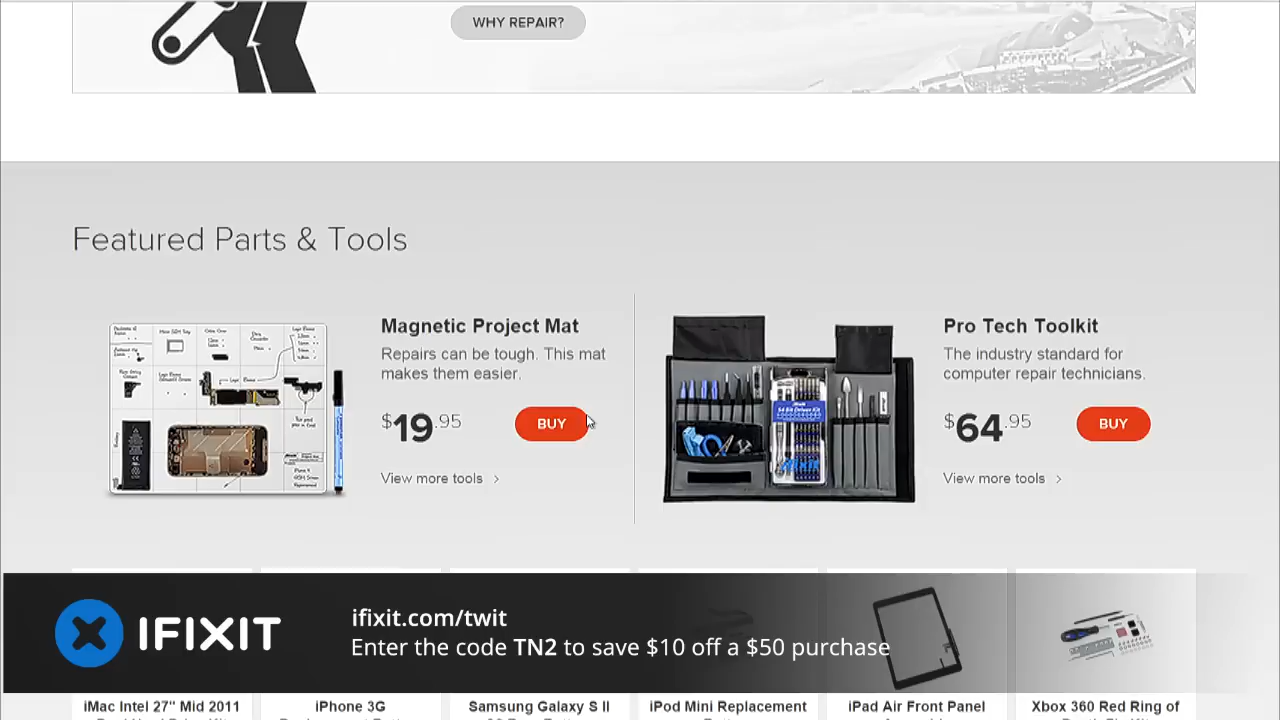 WHY REPAIR?
Featured Parts & Tools
Magnetic Project Mat
Repairs can be tough. This mat
makes them easier.
$19.95
BUY
View more tools >
Pro Tech Toolkit
The industry standard for
computer repair technicians.
$64.95
BUY
View more tools >
IFIXIT
ifixit.com/twit
Enter the code TN2 to save $10 off a $50 purchase
iMac Intel 27" Mid 2011
iPhone 3G
Samsung Galaxy S II
iPod Mini Replacement
iPad Air Front Panel
Xbox 360 Red Ring of